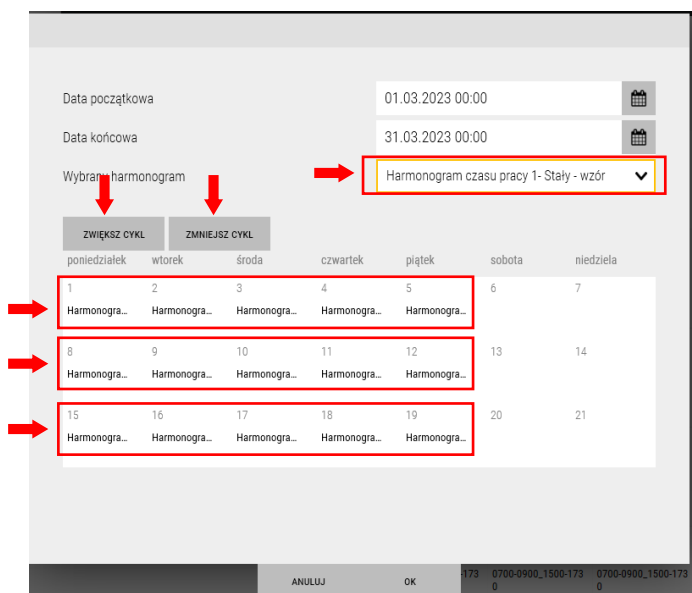 Data początkowa 01.03.2023 00:00
Data końcowa 31.03.2023 00:00
Wybrany harmonogram Harmonogram czasu pracy 1- Stały - wzór
ZWIĘKSZ CYKL ZMNIEJSZ CYKL
poniedziałek wtorek środa czwartek piątek sobota niedziela
1 2 3 4 5 6 7
Harmonogra... Harmonogra... Harmonogra... Harmonogra... Harmonogra...
8 9 10 11 12 13 14
Harmonogra... Harmonogra... Harmonogra... Harmonogra... Harmonogra...
15 16 17 18 19 20 21
Harmonogra... Harmonogra... Harmonogra... Harmonogra... Harmonogra...
ANULUJ OK -173 0700-0900_1500-173 0700-0900_1500-173
0 0